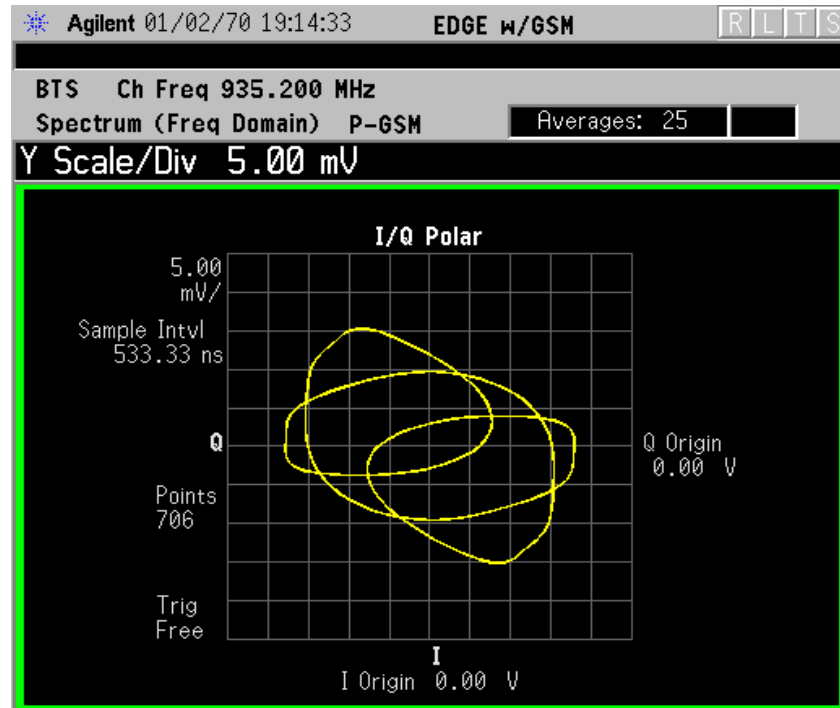 Agilent 01/02/70 19:14:33 EDGE w/GSM R L T S
BTS Ch Freq 935.200 MHz
Spectrum (Freq Domain) P-GSM Averages: 25
Y Scale/Div 5.00 mV
I/Q Polar
5.00
mV/
Sample Intvl
533.33 ns
Q
Q Origin
0.00 V
Points
706
Trig
Free
I
I Origin 0.00 V